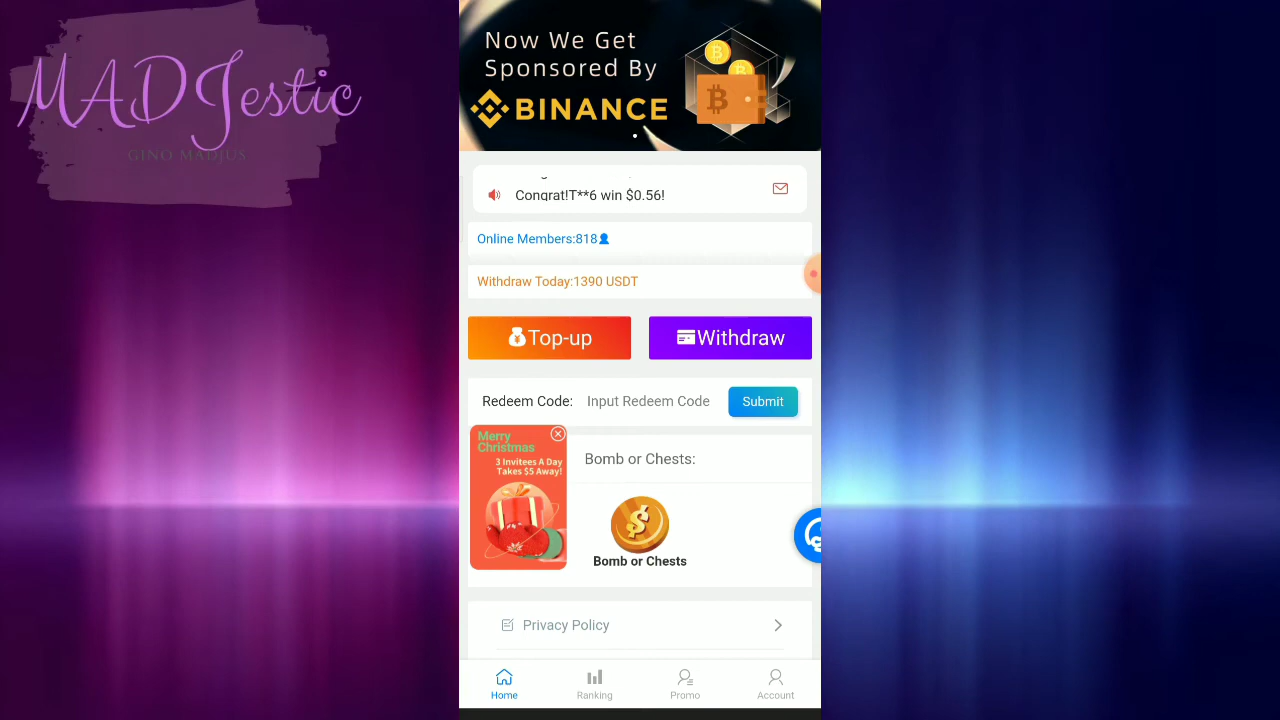 MADJestic
GINO MADJUS
Now We Get
Sponsored By
BINANCE
Congrat!T**6 win $0.56!
Online Members:818
Withdraw Today:1390 USDT
Top-up
Withdraw
Redeem Code:
Input Redeem Code
Submit
Merry
Christmas
3 Invitees A Day
Takes $5 Away!
Bomb or Chests:
Bomb or Chests
Privacy Policy
Home
Ranking
Promo
Account